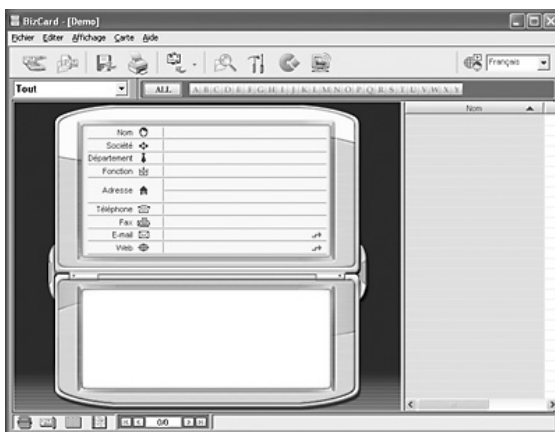 BizCard - [Demo]
Fichier Editer Affichage Carte Aide
Français
Tout ALL A B C D E F G H I J K L M N O P Q R S T U V W X Y
Nom
Nom
Société
Département
Fonction
Adresse
Téléphone
Fax
E-mail
Web
0/0